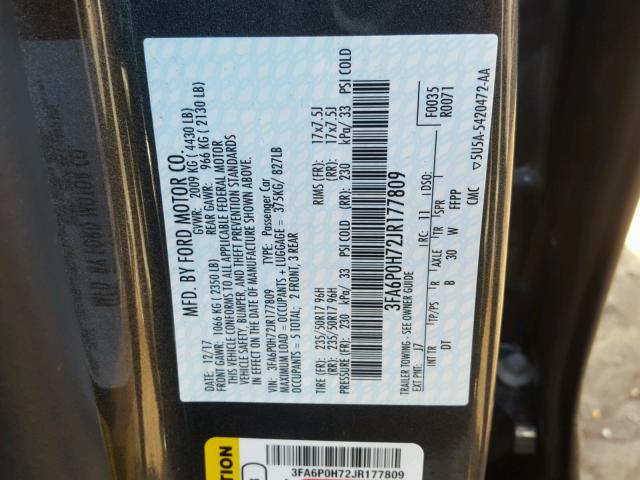 MFD. BY FORD MOTOR CO.
DATE: 12/17 GVWR: 2009 KG ( 4430 LB)
FRONT GAWR: 1066 KG ( 2350 LB) REAR GAWR: 966 KG ( 2130 LB)
THIS VEHICLE CONFORMS TO ALL APPLICABLE FEDERAL MOTOR
VEHICLE SAFETY, BUMPER, AND THEFT PREVENTION STANDARDS
IN EFFECT ON THE DATE OF MANUFACTURE SHOWN ABOVE.
VIN: 3FA6P0H72JR177809 TYPE: Passenger Car
MAXIMUM LOAD = OCCUPANTS + LUGGAGE = 375KG/ 827LB
OCCUPANTS = 5 TOTAL; 2 FRONT, 3 REAR
TIRE (FR): 235/50R17 96H RIMS (FR): 17x7.5J
(RR): 235/50R17 96H (RR): 17x7.5J
PRESSURE (FR): 230 kPa/ 33 PSI COLD (RR): 230 kPa/ 33 PSI COLD
3FA6P0H72JR177809
TRAILER TOWING - SEE OWNER GUIDE F0035
R0071
EXT PNT: J7 RC: 11 DSO:
INT TR TP/PS R AXLE TR SPR
DT B 30 W FFPP
CMC 5U5A-5420472-AA
3FA6P0H72JR177809